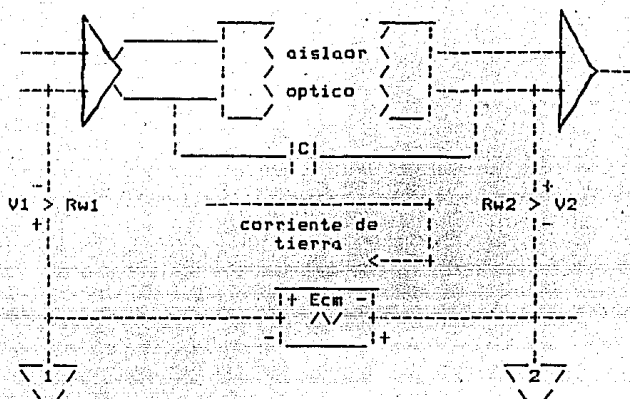 aislaor
optico
C
V1 Rw1
Rw2 V2
corriente de
tierra
+ Ecm -
1
2